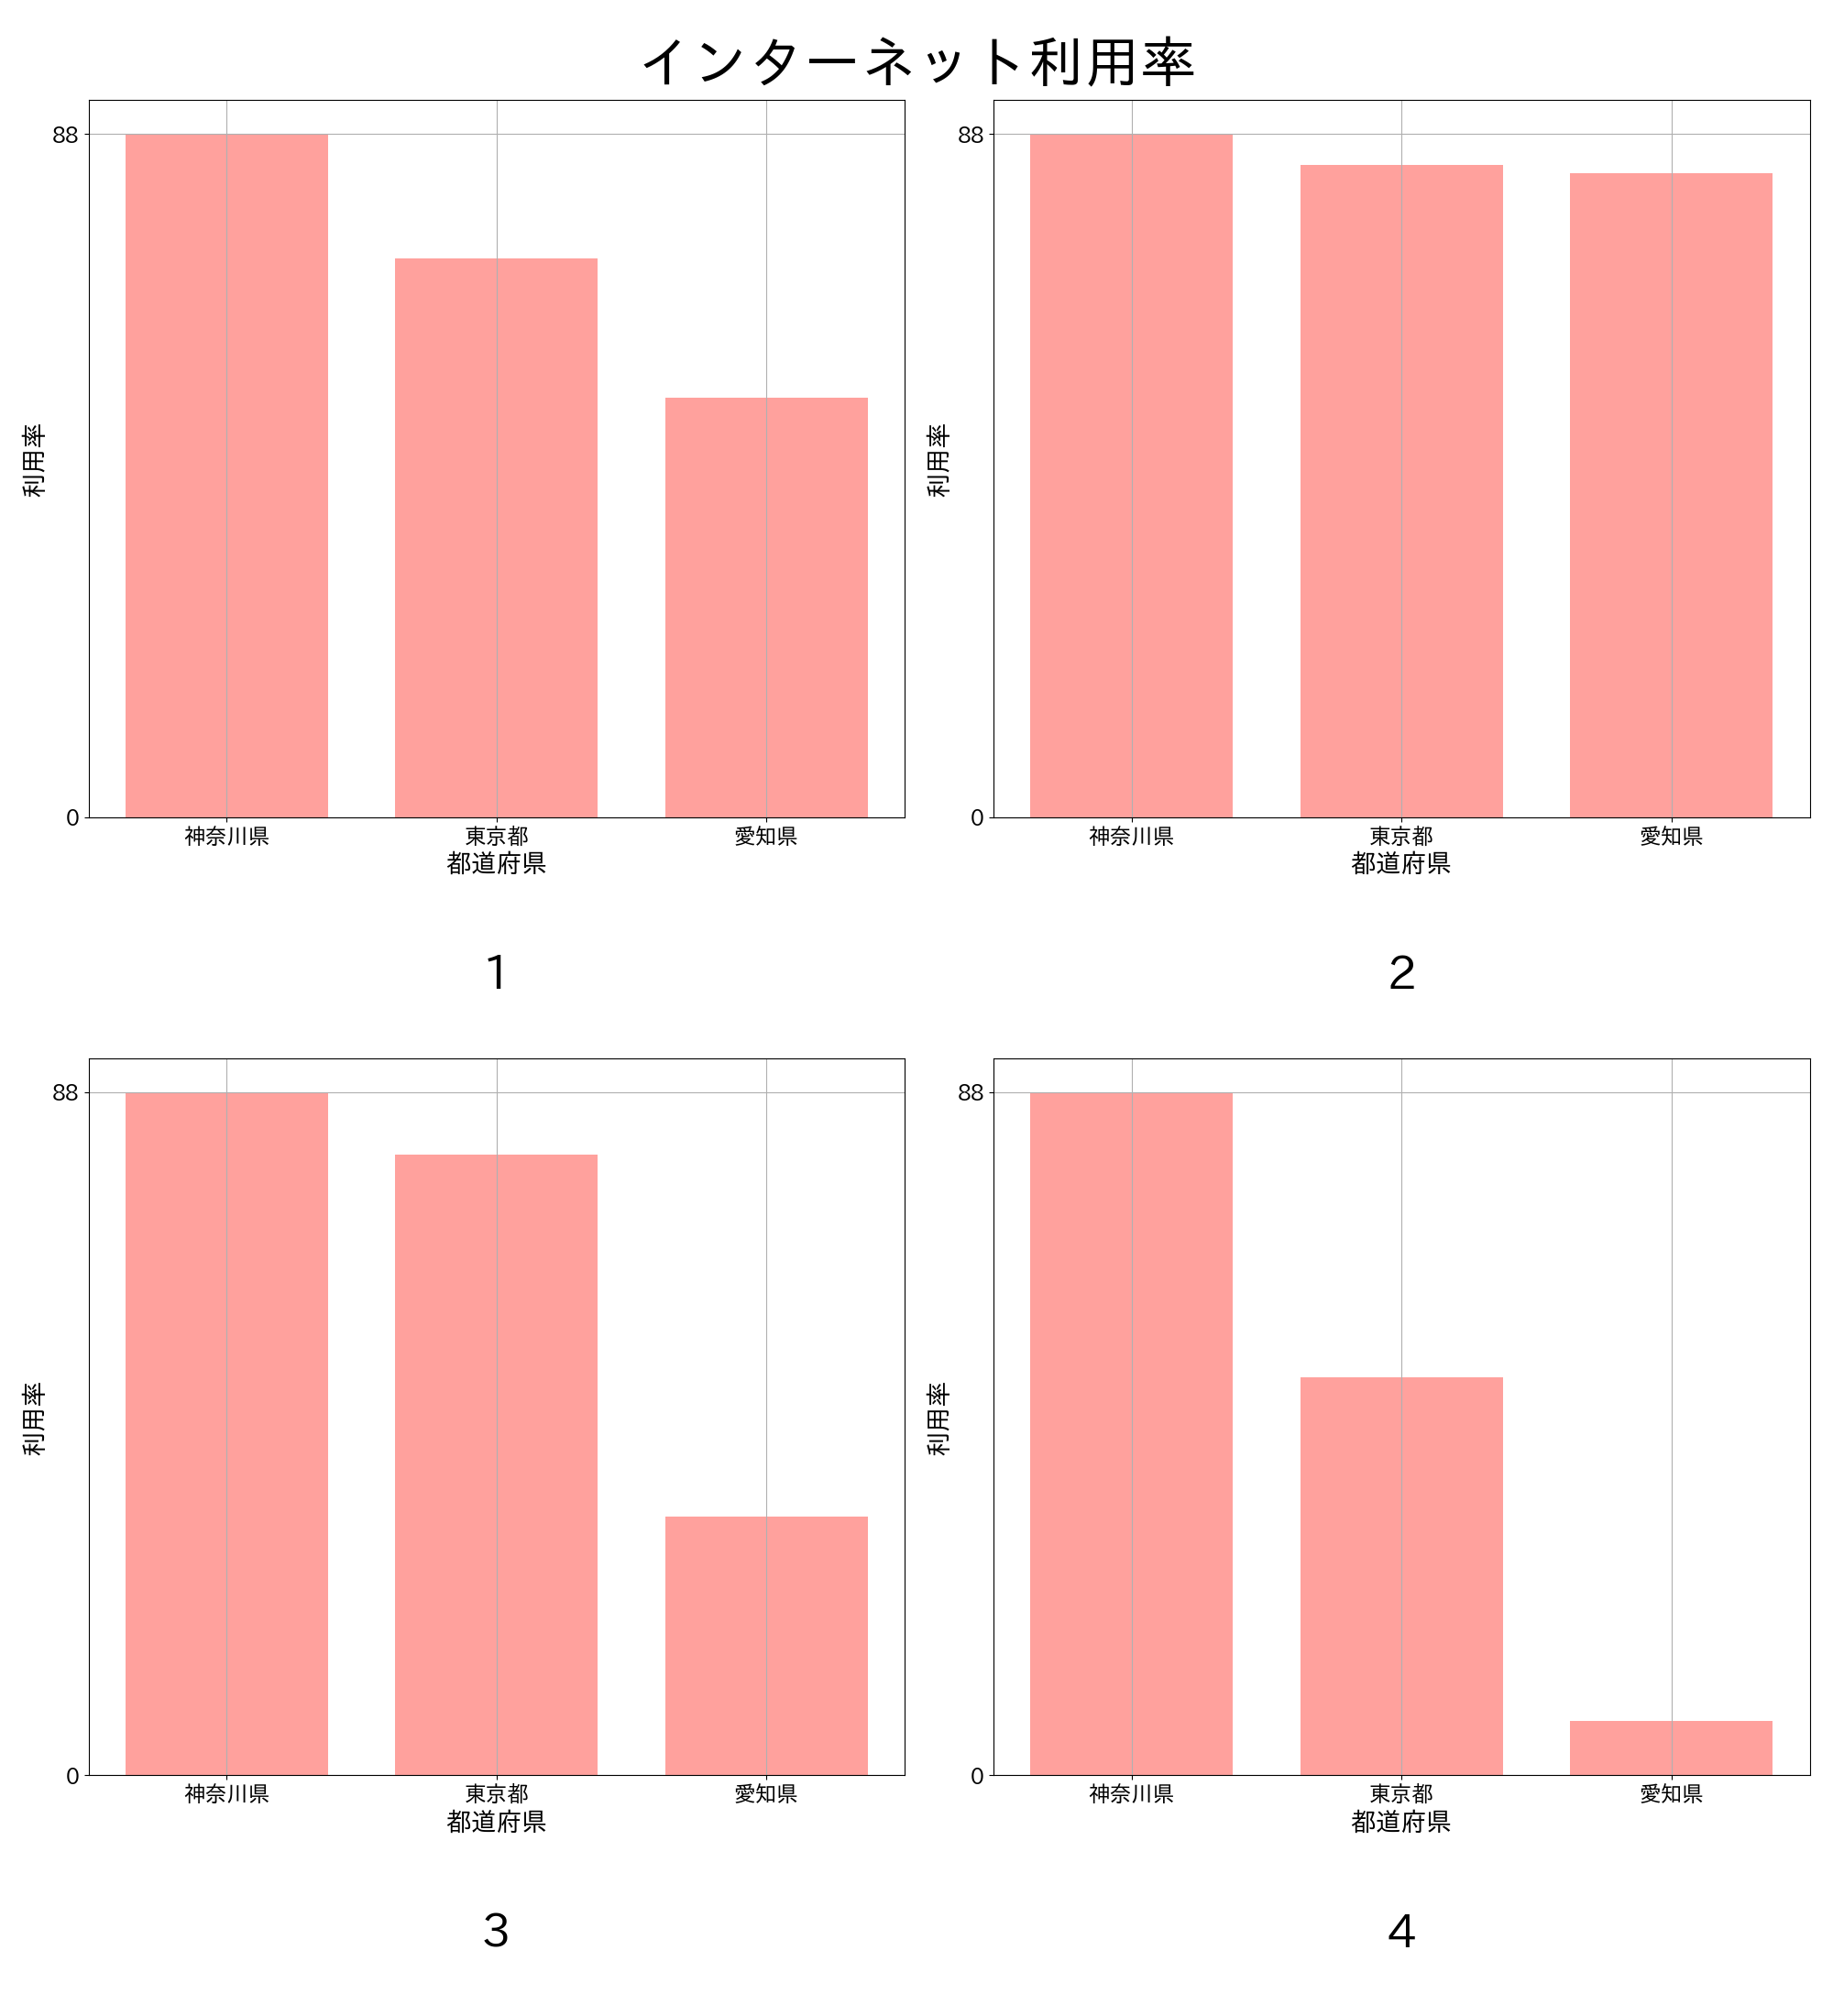 インターネット利用率
88
0
利用率
神奈川県 東京都 愛知県
都道府県
1
88
0
利用率
神奈川県 東京都 愛知県
都道府県
2
88
0
利用率
神奈川県 東京都 愛知県
都道府県
3
88
0
利用率
神奈川県 東京都 愛知県
都道府県
4